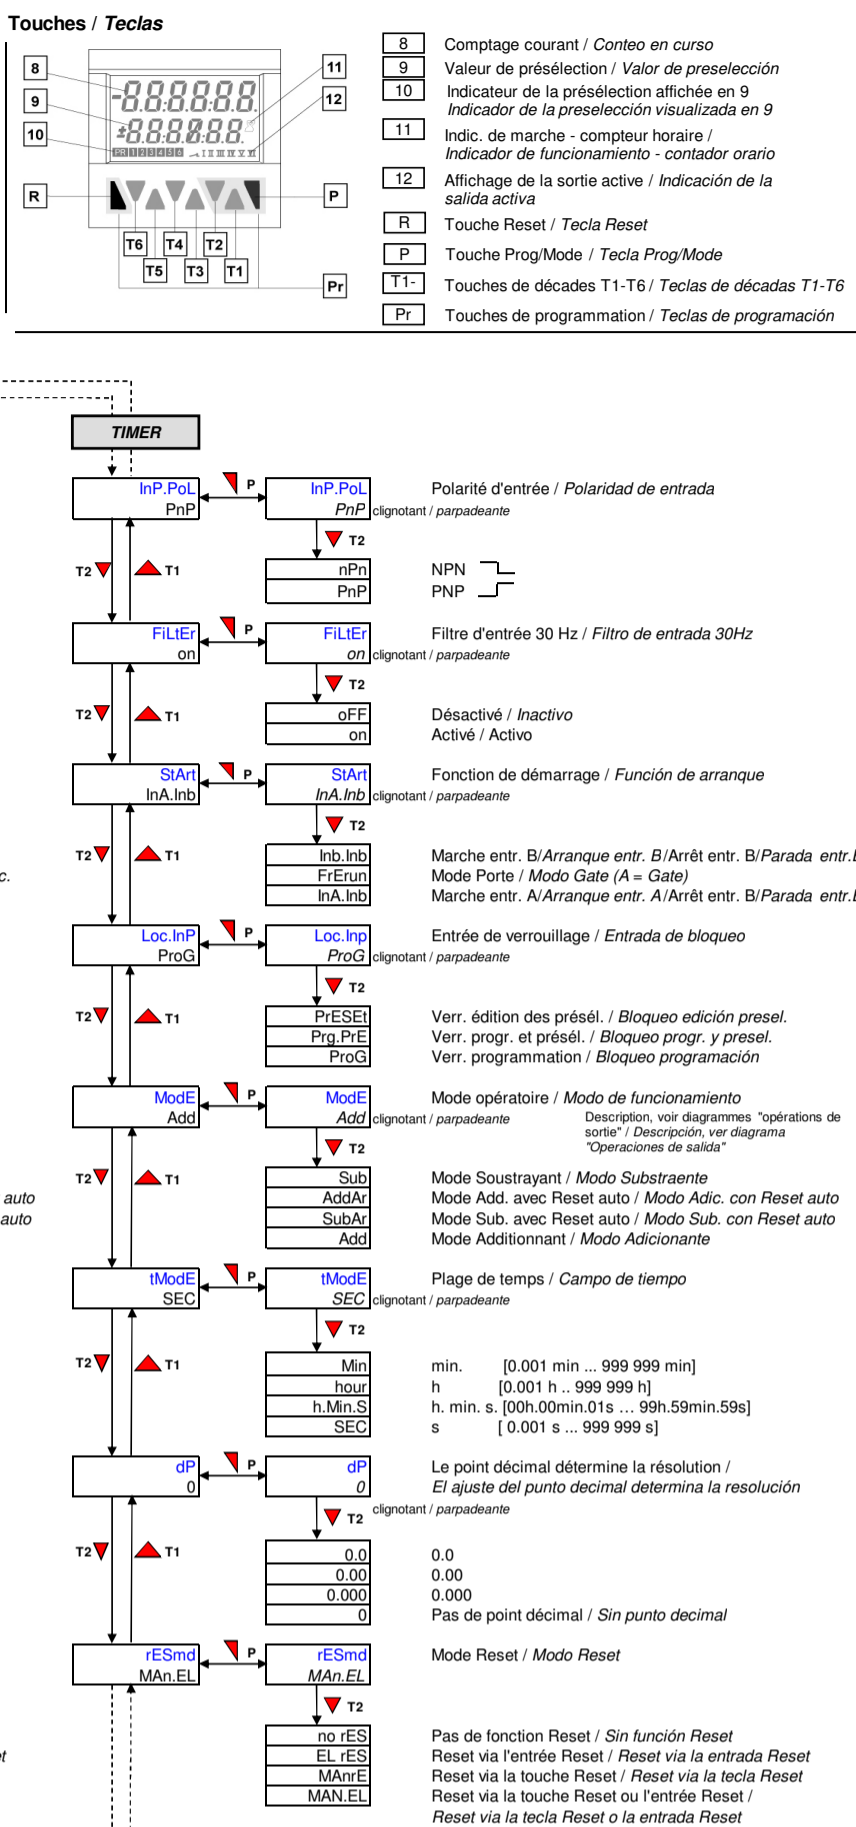 Touches / Teclas
8
9
10
11
12
R
P
T6
T4
T2
T5
T3
T1
Pr
PR 1 2 3 4 5 6
I II III IV V VI
8 Comptage courant / Conteo en curso
9 Valeur de présélection / Valor de preselección
10 Indicateur de la présélection affichée en 9
Indicador de la preselección visualizada en 9
11 Indic. de marche - compteur horaire /
Indicador de funcionamiento - contador orario
12 Affichage de la sortie active / Indicación de la
salida activa
R Touche Reset / Tecla Reset
P Touche Prog/Mode / Tecla Prog/Mode
T1- Touches de décades T1-T6 / Teclas de décadas T1-T6
Pr Touches de programmation / Teclas de programación
TIMER
InP.PoL P InP.PoL Polarité d'entrée / Polaridad de entrada
PnP PnP clignotant / parpadeante
T2
T2 T1 nPn NPN
PnP PNP
FiLtEr P FiLtEr Filtre d'entrée 30 Hz / Filtro de entrada 30Hz
on on clignotant / parpadeante
T2
T2 T1 oFF Désactivé / Inactivo
on Activé / Activo
StArt P StArt Fonction de démarrage / Función de arranque
InA.Inb InA.Inb clignotant / parpadeante
T2
T2 T1 Inb.Inb Marche entr. B/Arranque entr. B/Arrêt entr. B/Parada entr.B
c. FrErun Mode Porte / Modo Gate (A = Gate)
InA.Inb Marche entr. A/Arranque entr. A/Arrêt entr. B/Parada entr.B
Loc.InP P Loc.Inp Entrée de verrouillage / Entrada de bloqueo
ProG ProG clignotant / parpadeante
T2
T2 T1 PrESEt Verr. édition des présél. / Bloqueo edición presel.
Prg.PrE Verr. progr. et présél. / Bloqueo progr. y presel.
ProG Verr. programmation / Bloqueo programación
ModE P ModE Mode opératoire / Modo de funcionamiento
Add Add clignotant / parpadeante Description, voir diagrammes "opérations de
sortie" / Descripción, ver diagrama
"Operaciones de salida"
T2
T2 T1 Sub Mode Soustrayant / Modo Substraente
auto AddAr Mode Add. avec Reset auto / Modo Adic. con Reset auto
auto SubAr Mode Sub. avec Reset auto / Modo Sub. con Reset auto
Add Mode Additionnant / Modo Adicionante
tModE P tModE Plage de temps / Campo de tiempo
SEC SEC clignotant / parpadeante
T2
T2 T1 Min min. [0.001 min ... 999 999 min]
hour h [0.001 h .. 999 999 h]
h.Min.S h. min. s. [00h.00min.01s … 99h.59min.59s]
SEC s [ 0.001 s ... 999 999 s]
dP P dP Le point décimal détermine la résolution /
0 0 El ajuste del punto decimal determina la resolución
clignotant / parpadeante
T2
T2 T1 0.0 0.0
0.00 0.00
0.000 0.000
0 Pas de point décimal / Sin punto decimal
rESmd P rESmd Mode Reset / Modo Reset
MAn.EL MAn.EL
T2
no rES Pas de fonction Reset / Sin función Reset
EL rES Reset via l'entrée Reset / Reset via la entrada Reset
MAnrE Reset via la touche Reset / Reset via la tecla Reset
MAN.EL Reset via la touche Reset ou l'entrée Reset /
Reset via la tecla Reset o la entrada Reset